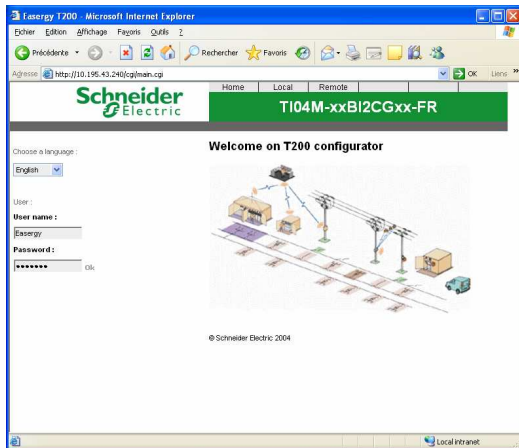 Easergy T200 - Microsoft Internet Explorer
Fichier Edition Affichage Favoris Outils ?
Précédente Rechercher Favoris
Adresse http://10.195.43.240/cgi/main.cgi OK Liens »
Schneider Electric
Home Local Remote
TI04M-xxBI2CGxx-FR
Choose a language :
English
User :
User name :
Easergy
Password :
••••••• Ok
Welcome on T200 configurator
© Schneider Electric 2004
Local intranet